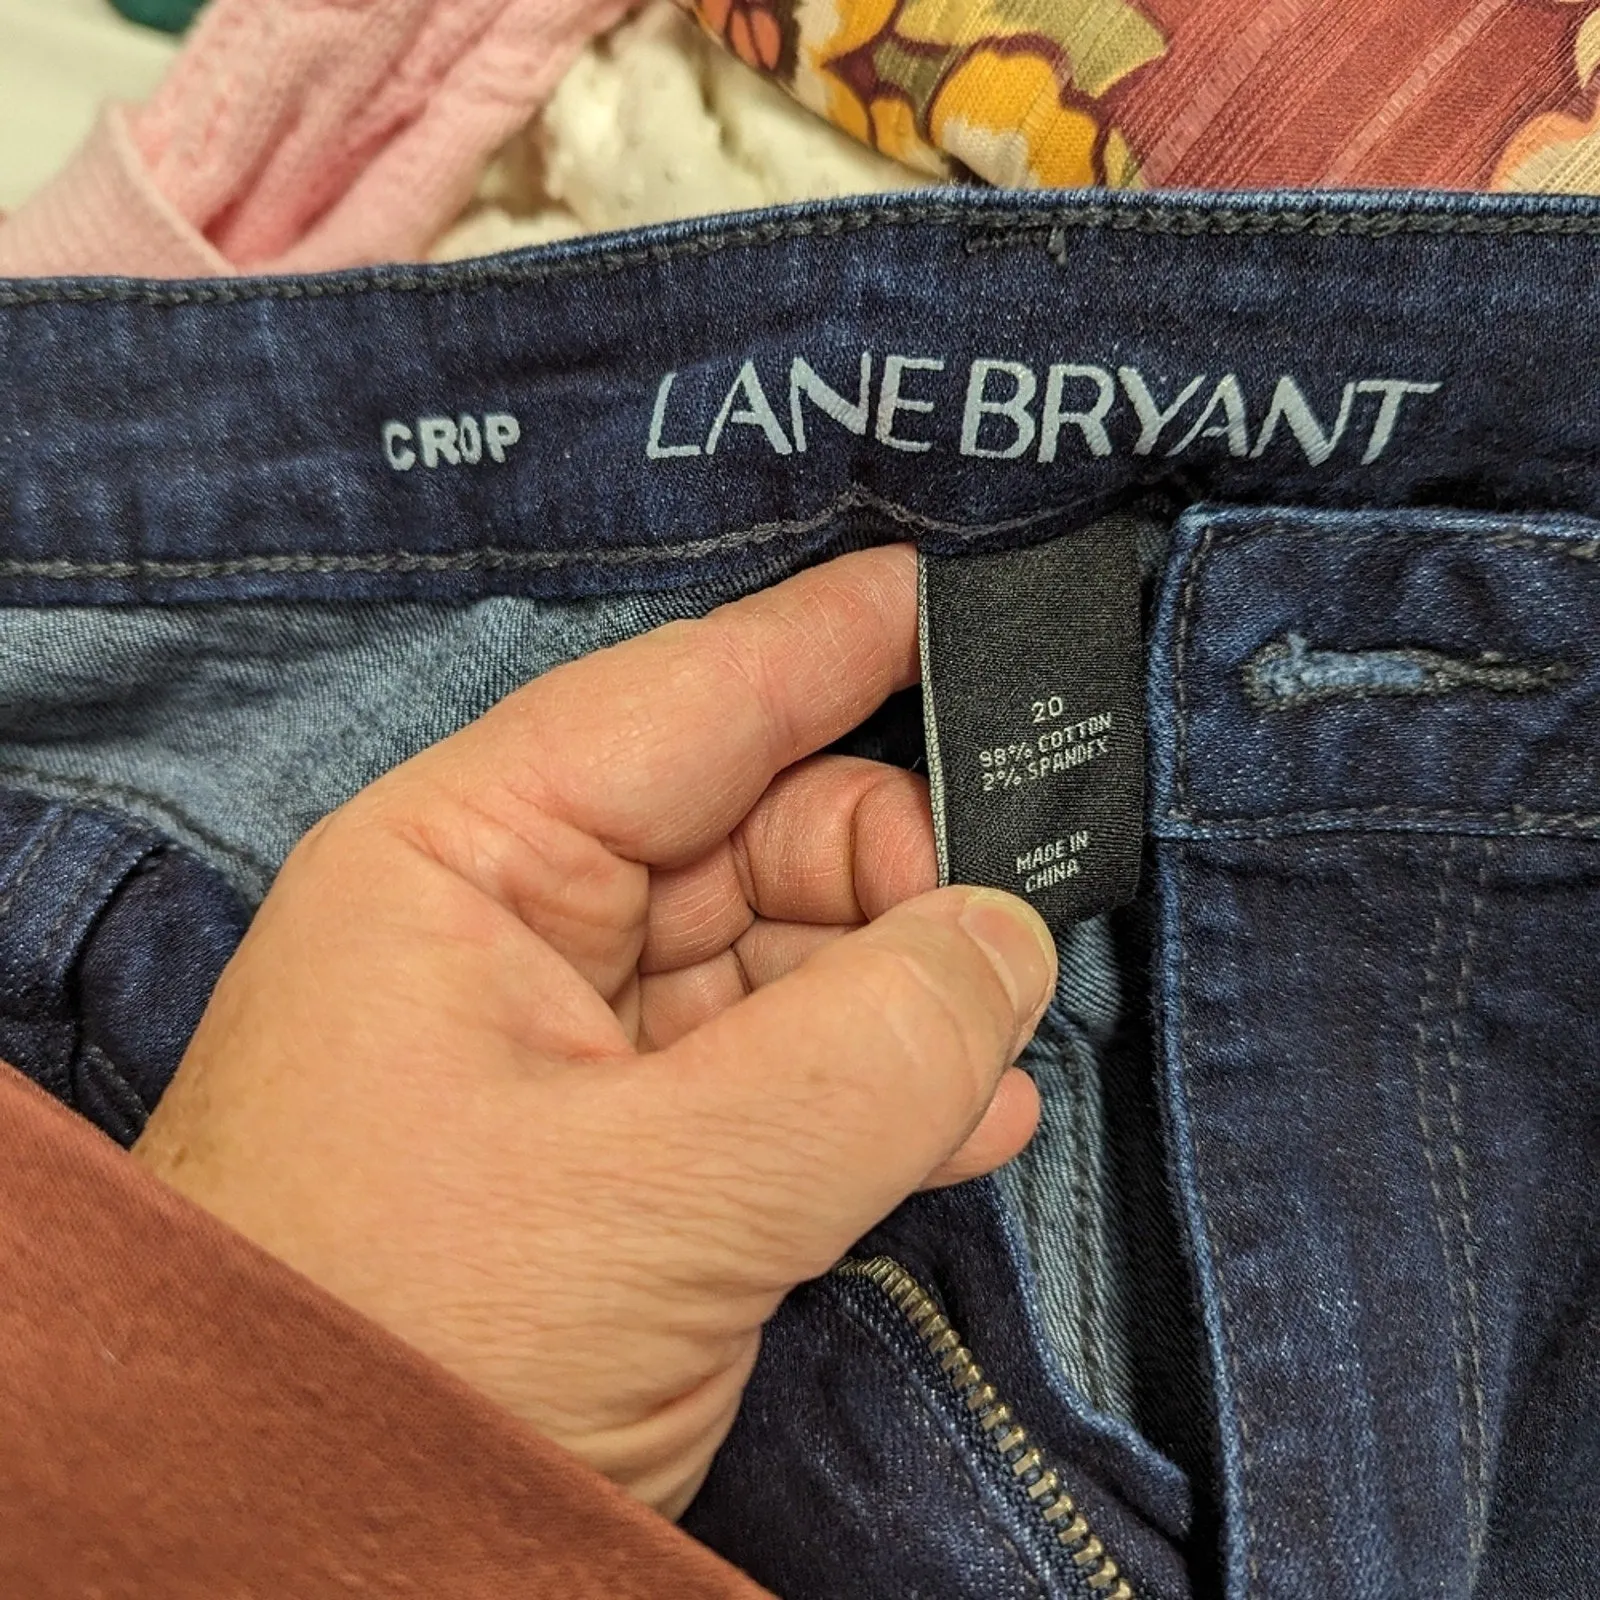 CROP
LANE BRYANT
20
98% COTTON
2% SPANDEX
MADE IN
CHINA